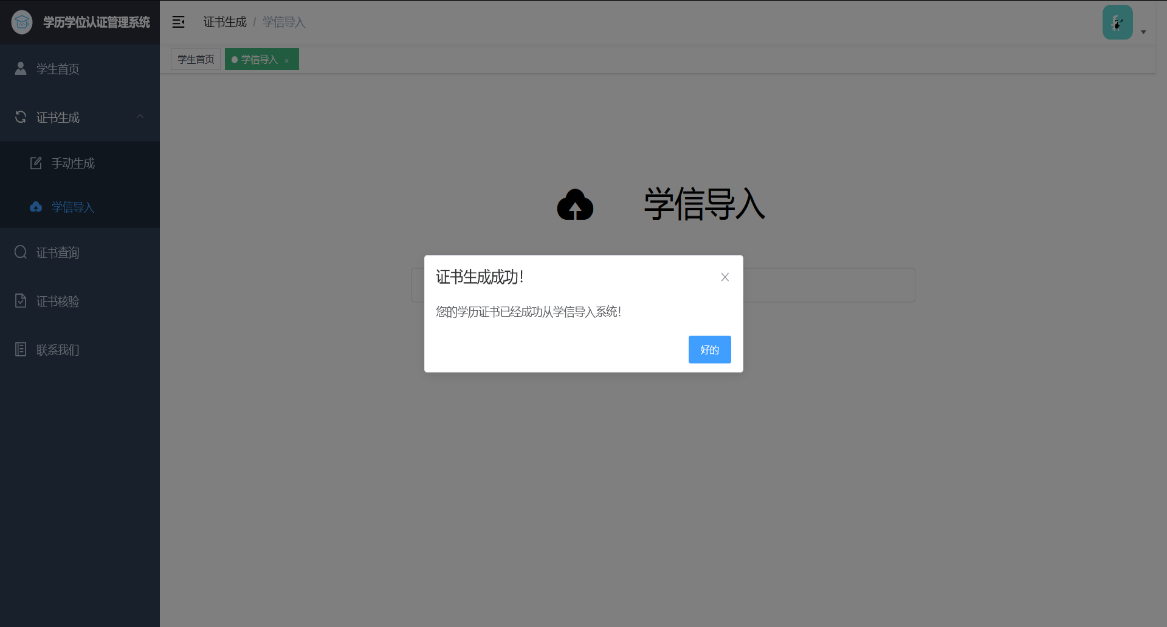 学历学位认证管理系统
证书生成 / 学信导入
学生首页
学信导入 ×
学生首页
证书生成
手动生成
学信导入
证书查询
证书核验
联系我们
学信导入
证书生成成功！
您的学历证书已经成功从学信导入系统！
好的